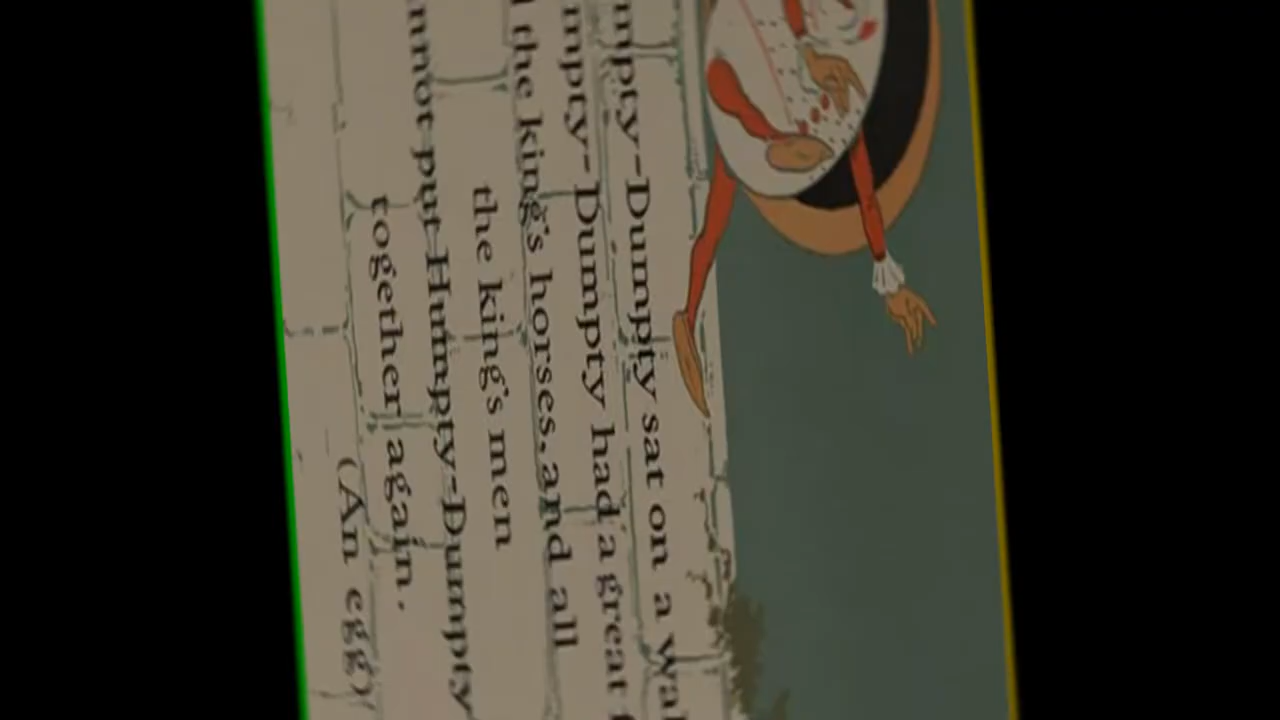 mpty-Dumpty sat on a wal
mpty-Dumpty had a great f
l the king's horses, and all
the king's men
nnot put Humpty-Dumpty
together again.
(An egg)